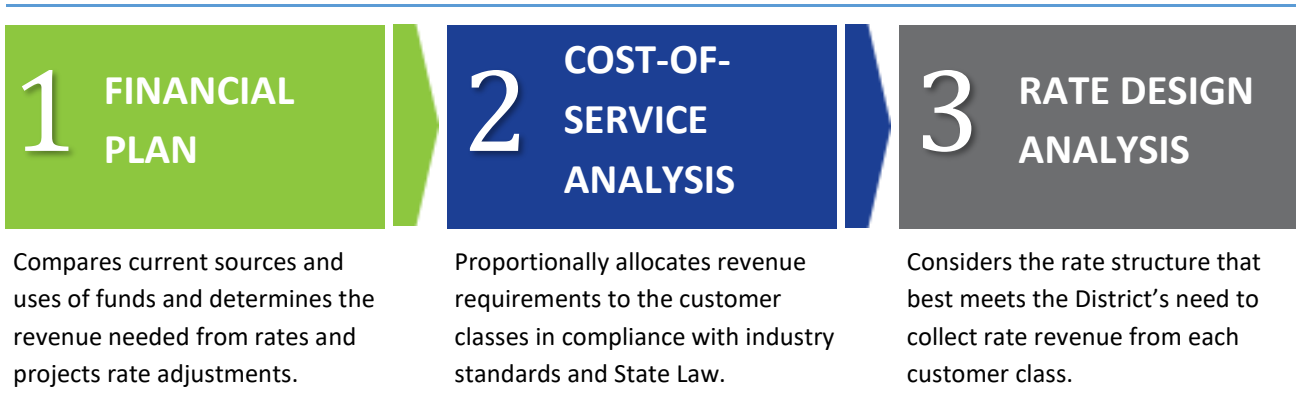 1
FINANCIAL
PLAN
Compares current sources and
uses of funds and determines the
revenue needed from rates and
projects rate adjustments.
2
COST-OF-
SERVICE
ANALYSIS
Proportionally allocates revenue
requirements to the customer
classes in compliance with industry
standards and State Law.
3
RATE DESIGN
ANALYSIS
Considers the rate structure that
best meets the District’s need to
collect rate revenue from each
customer class.